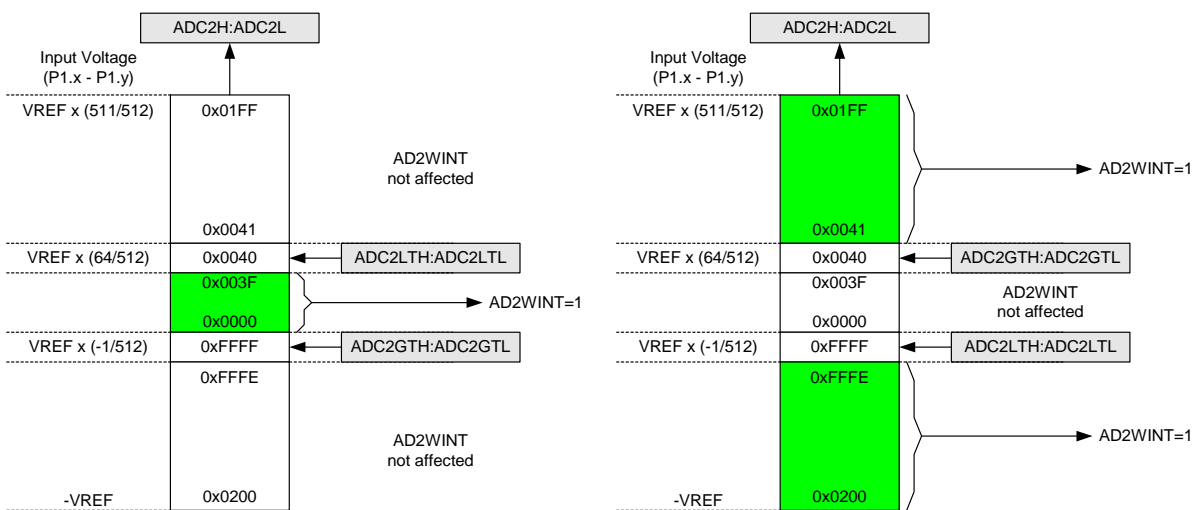 ADC2H:ADC2L
Input Voltage
(P1.x - P1.y)
VREF x (511/512)
0x01FF
AD2WINT
not affected
0x0041
VREF x (64/512)
0x0040
ADC2LTH:ADC2LTL
0x003F
AD2WINT=1
0x0000
VREF x (-1/512)
0xFFFF
ADC2GTH:ADC2GTL
0xFFFE
AD2WINT
not affected
-VREF
0x0200
ADC2H:ADC2L
Input Voltage
(P1.x - P1.y)
VREF x (511/512)
0x01FF
AD2WINT=1
0x0041
VREF x (64/512)
0x0040
ADC2GTH:ADC2GTL
0x003F
AD2WINT
not affected
0x0000
VREF x (-1/512)
0xFFFF
ADC2LTH:ADC2LTL
0xFFFE
AD2WINT=1
-VREF
0x0200